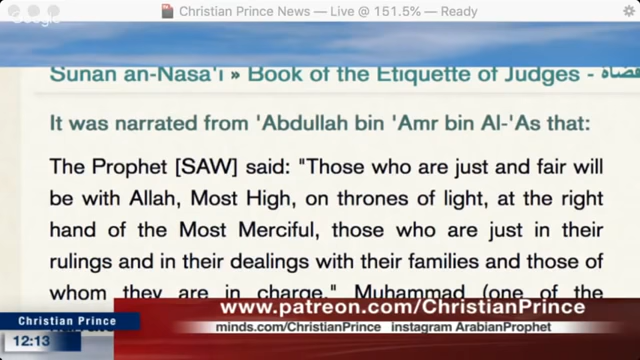 Christian Prince News — Live @ 151.5% — Ready
Google
Sunan an-Nasa'i » Book of the Etiquette of Judges -
It was narrated from 'Abdullah bin 'Amr bin Al-'As that:
The Prophet [SAW] said: "Those who are just and fair will
be with Allah, Most High, on thrones of light, at the right
hand of the Most Merciful, those who are just in their
rulings and in their dealings with their families and those of
whom they are in charge." Muhammad (one of the
www.patreon.com/ChristianPrince
Christian Prince
minds.com/ChristianPrince instagram ArabianProphet
12:13